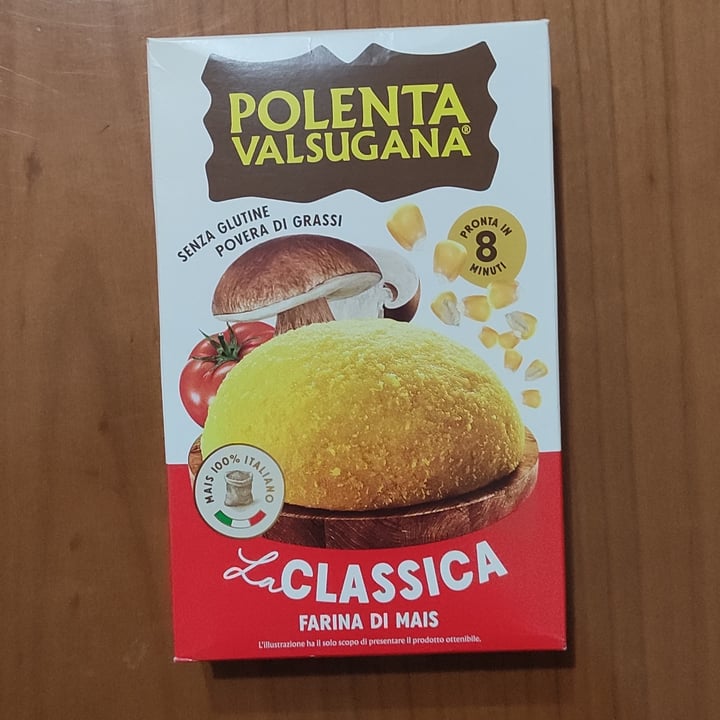 POLENTA
VALSUGANA®
SENZA GLUTINE
POVERA DI GRASSI
PRONTA IN
8
MINUTI
MAIS 100% ITALIANO
La CLASSICA
FARINA DI MAIS
L'illustrazione ha il solo scopo di presentare il prodotto ottenibile.